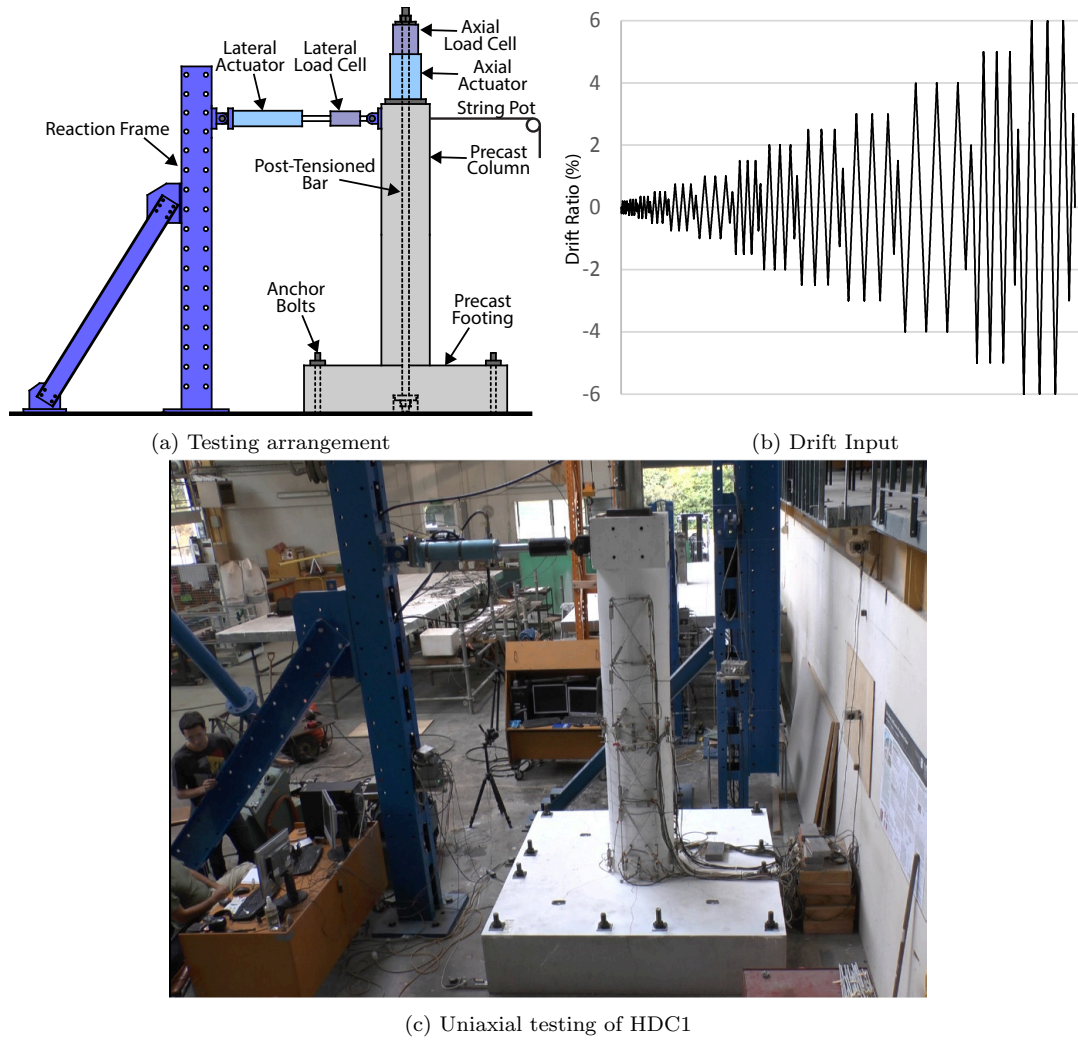 Axial
Load Cell
Lateral
Actuator
Lateral
Load Cell
Axial
Actuator
String Pot
Reaction Frame
Precast
Column
Post-Tensioned
Bar
Anchor
Bolts
Precast
Footing
(a) Testing arrangement
6
4
2
0
-2
-4
-6
Drift Ratio (%)
(b) Drift Input
(c) Uniaxial testing of HDC1